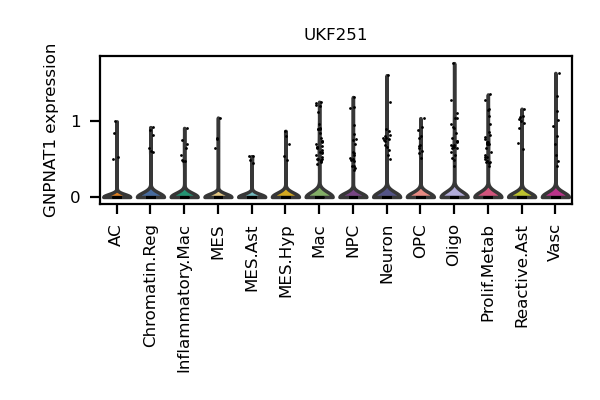 UKF251
GNPNAT1 expression
1
0
AC
Chromatin.Reg
Inflammatory.Mac
MES
MES.Ast
MES.Hyp
Mac
NPC
Neuron
OPC
Oligo
Prolif.Metab
Reactive.Ast
Vasc